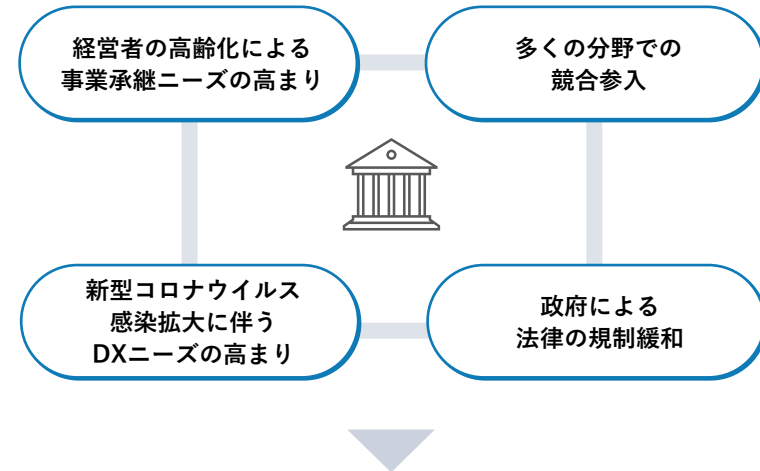 経営者の高齢化による
事業承継ニーズの高まり
多くの分野での
競合参入
新型コロナウイルス
感染拡大に伴う
DXニーズの高まり
政府による
法律の規制緩和